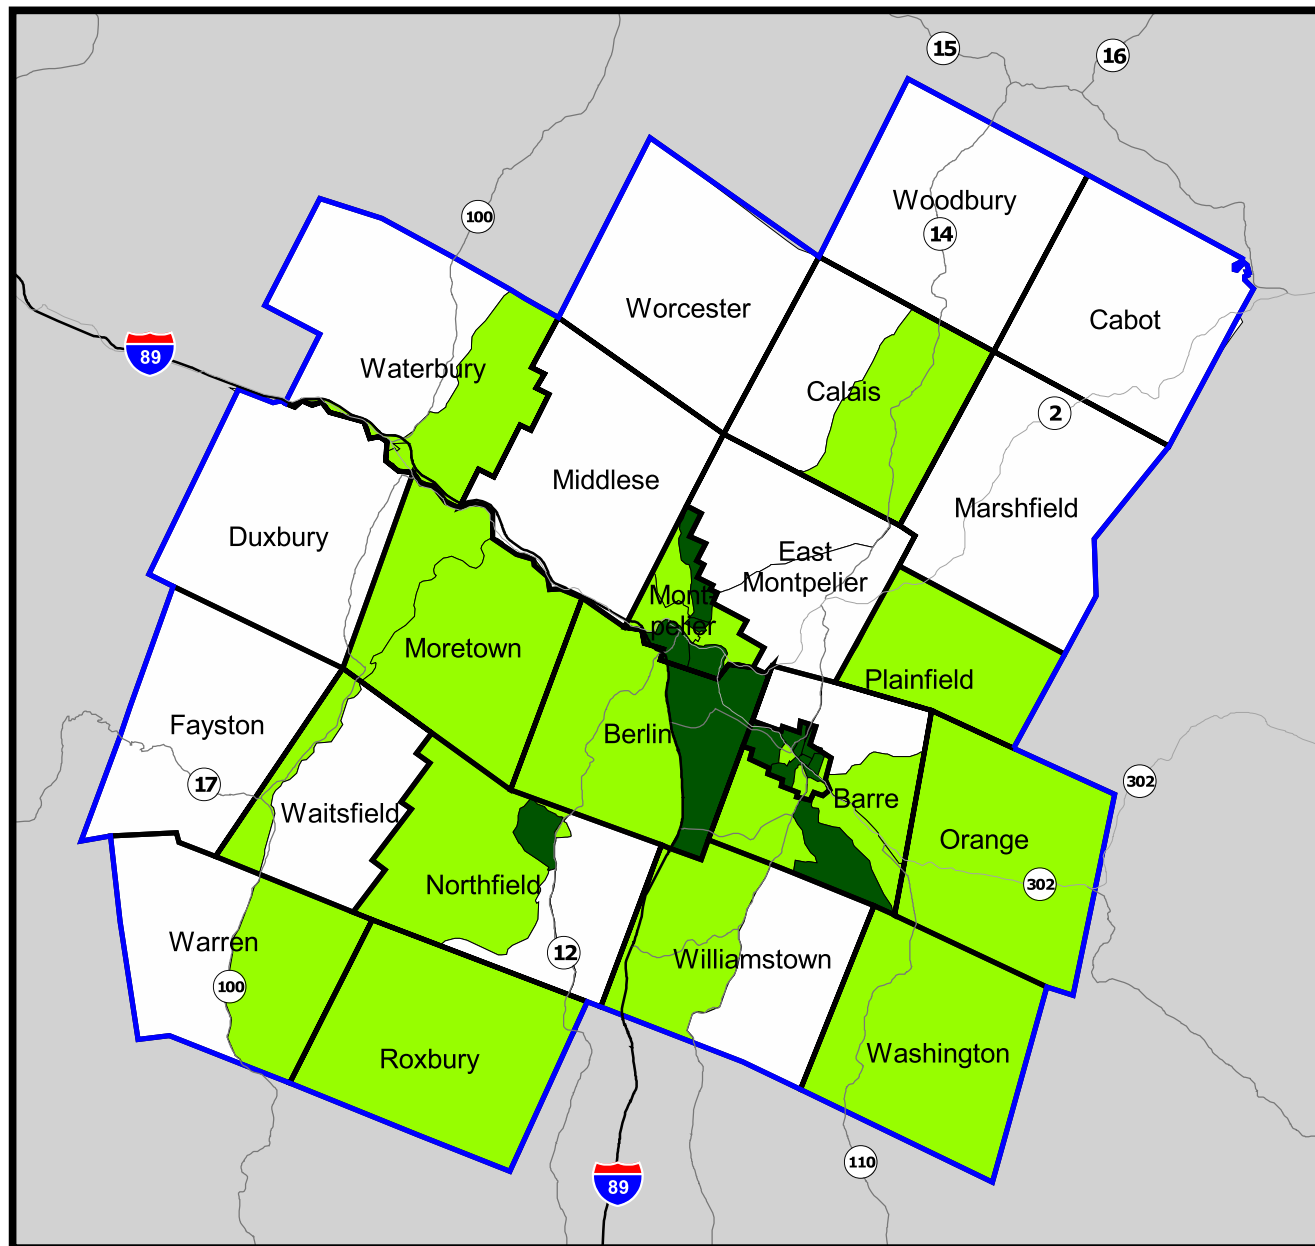 15
16
Woodbury
100
14
Worcester
Cabot
89
Waterbury
Calais
2
Middlese
Marshfield
Duxbury
East
Montpelier
Mont-
pelier
Moretown
Plainfield
Fayston
Berlin
17
302
Waitsfield
Barre
Orange
Northfield
302
Warren
12
Williamstown
100
Roxbury
Washington
110
89